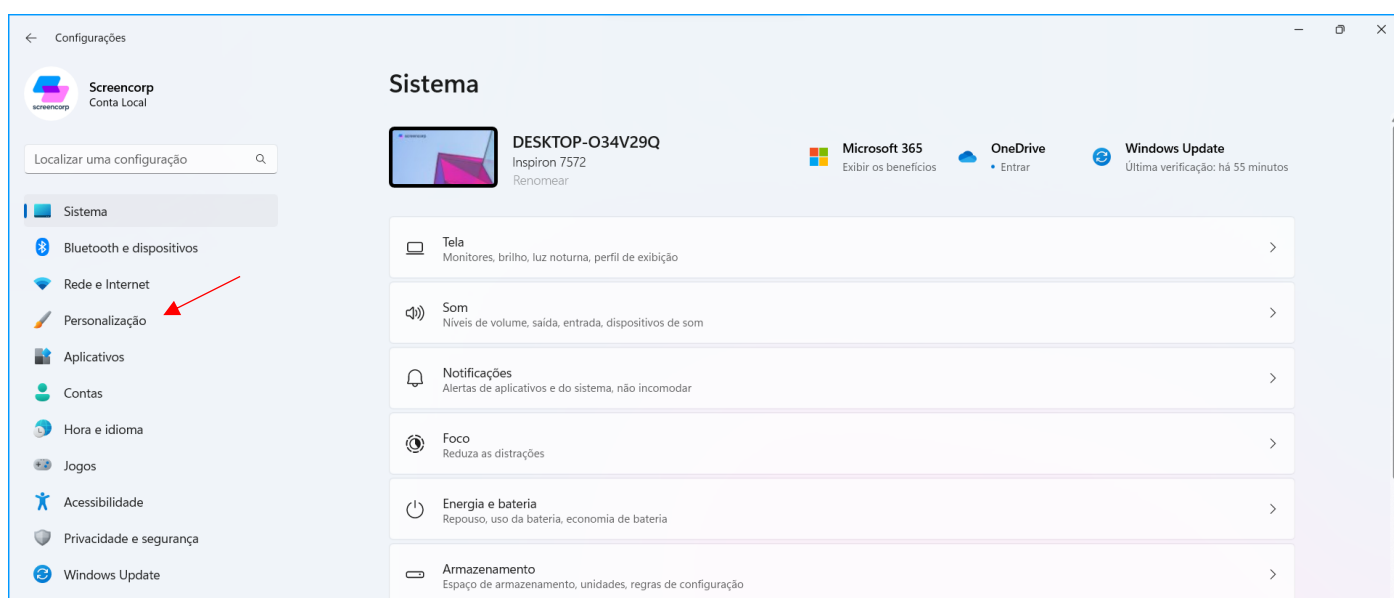 Configurações
screencorp
Screencorp
Conta Local
Localizar uma configuração
Sistema
Bluetooth e dispositivos
Rede e Internet
Personalização
Aplicativos
Contas
Hora e idioma
Jogos
Acessibilidade
Privacidade e segurança
Windows Update
Sistema
DESKTOP-O34V29Q
Inspiron 7572
Renomear
Microsoft 365
Exibir os benefícios
OneDrive
• Entrar
Windows Update
Última verificação: há 55 minutos
Tela
Monitores, brilho, luz noturna, perfil de exibição
Som
Níveis de volume, saída, entrada, dispositivos de som
Notificações
Alertas de aplicativos e do sistema, não incomodar
Foco
Reduza as distrações
Energia e bateria
Repouso, uso da bateria, economia de bateria
Armazenamento
Espaço de armazenamento, unidades, regras de configuração